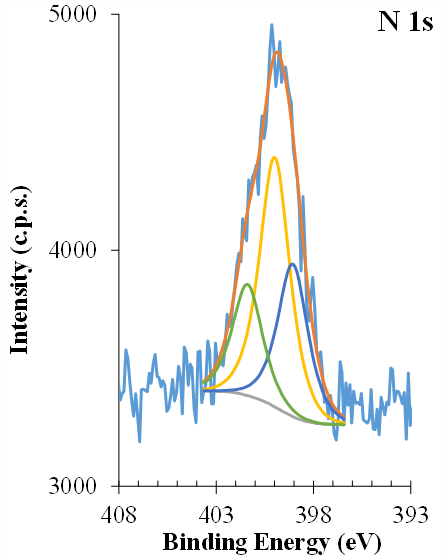 N 1s
5000
4000
3000
Intensity (c.p.s.)
408 403 398 393
Binding Energy (eV)